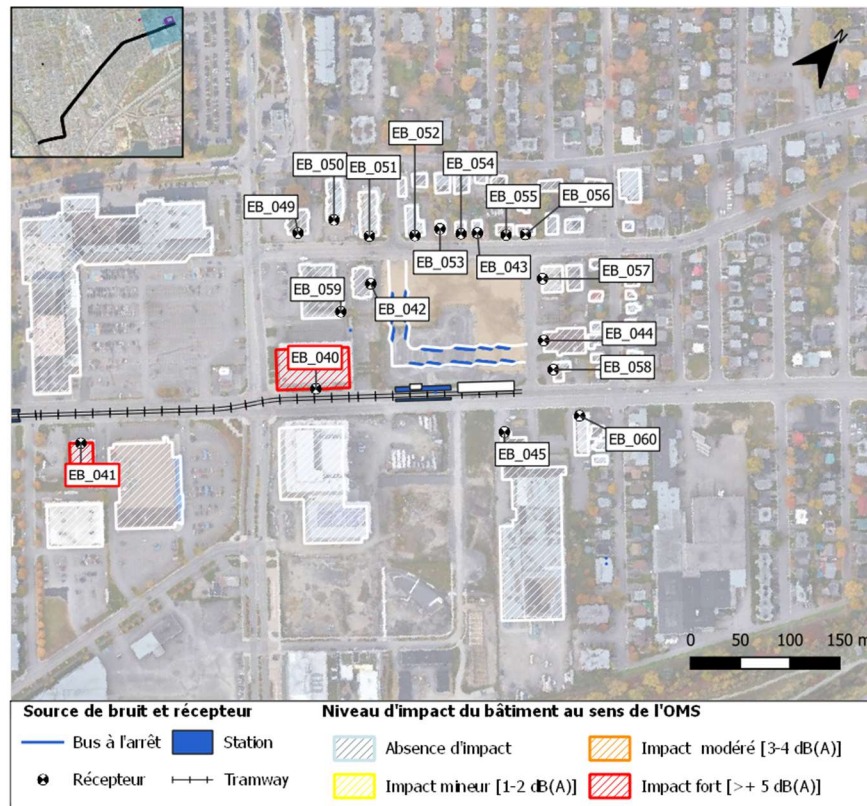 N
EB_052
EB_050
EB_051
EB_054
EB_049
EB_055
EB_056
EB_053
EB_043
EB_057
EB_059
EB_042
EB_044
EB_040
EB_058
EB_041
EB_045
EB_060
0 50 100 150 m
Source de bruit et récepteur
Bus à l'arrêt
Station
Récepteur
Tramway
Niveau d'impact du bâtiment au sens de l'OMS
Absence d'impact
Impact modéré [3-4 dB(A)]
Impact mineur [1-2 dB(A)]
Impact fort [>+ 5 dB(A)]